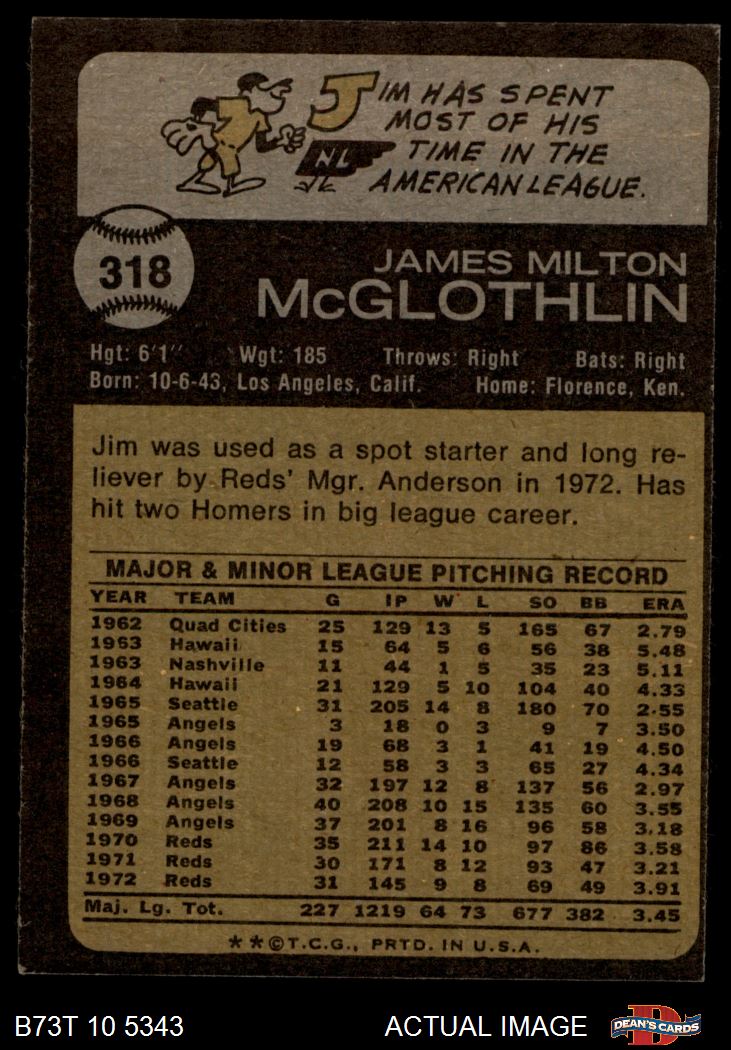 JIM HAS SPENT
MOST OF HIS
NL TIME IN THE
AMERICAN LEAGUE.
318
JAMES MILTON
McGLOTHLIN
Hgt: 6'1" Wgt: 185 Throws: Right Bats: Right
Born: 10-6-43, Los Angeles, Calif. Home: Florence, Ken.
Jim was used as a spot starter and long re-
liever by Reds' Mgr. Anderson in 1972. Has
hit two Homers in big league career.
MAJOR & MINOR LEAGUE PITCHING RECORD
YEAR TEAM G IP W L SO BB ERA
1962 Quad Cities 25 129 13 5 165 67 2.79
1963 Hawaii 15 64 5 6 56 38 5.48
1963 Nashville 11 44 1 5 35 23 5.11
1964 Hawaii 21 129 5 10 104 40 4.33
1965 Seattle 31 205 14 8 180 70 2.55
1965 Angels 3 18 0 3 9 7 3.50
1966 Angels 19 68 3 1 41 19 4.50
1966 Seattle 12 58 3 3 65 27 4.34
1967 Angels 32 197 12 8 137 56 2.97
1968 Angels 40 208 10 15 135 60 3.55
1969 Angels 37 201 8 16 96 58 3.18
1970 Reds 35 211 14 10 97 86 3.58
1971 Reds 30 171 8 12 93 47 3.21
1972 Reds 31 145 9 8 69 49 3.91
Maj. Lg. Tot. 227 1219 64 73 677 382 3.45
**©T.C.G., PRTD. IN U.S.A.
B73T 10 5343 ACTUAL IMAGE D DEAN'S CARDS